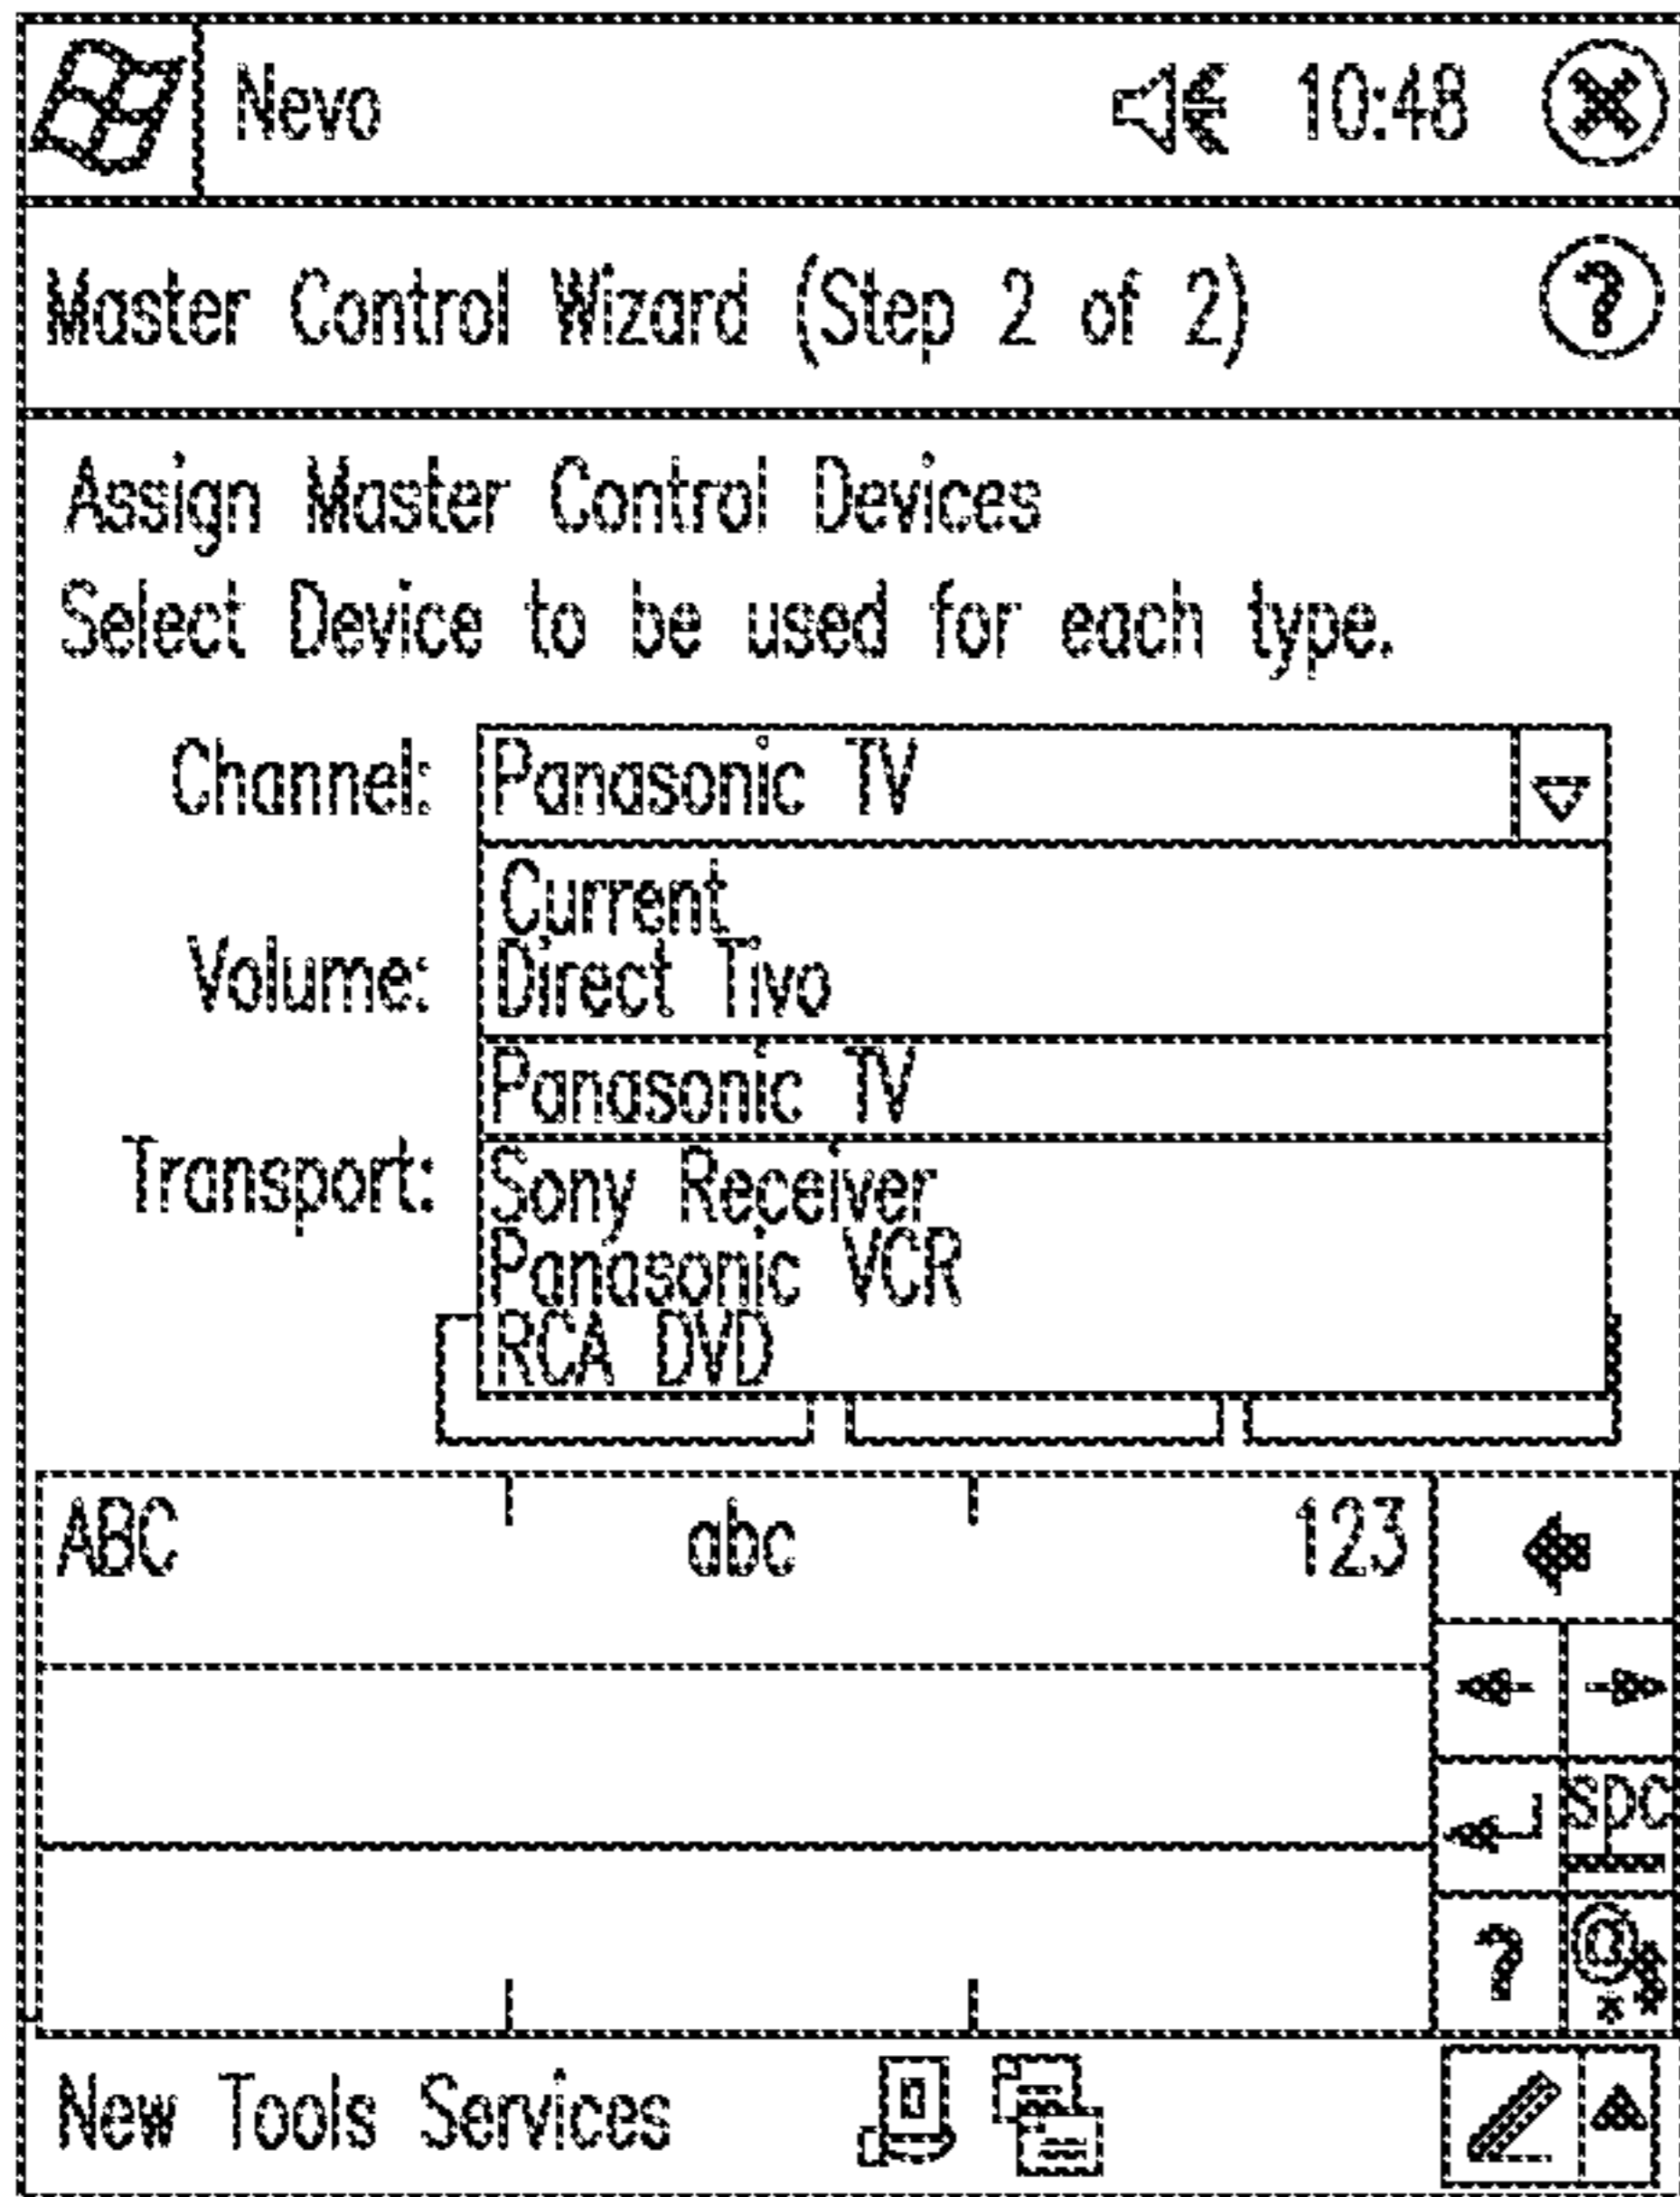 Nevo 10:48
Master Control Wizard (Step 2 of 2) ?
Assign Master Control Devices
Select Device to be used for each type.
Channel: Panasonic TV
Current
Volume: Direct Tivo
Panasonic TV
Transport: Sony Receiver
Panasonic VCR
RCA DVD
ABC abc 123
spc
? @ *
New Tools Services